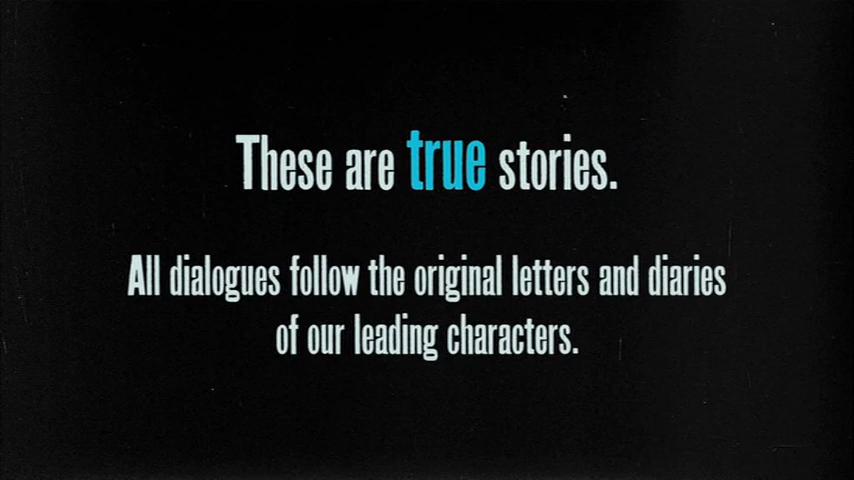 These are true stories.
All dialogues follow the original letters and diaries
of our leading characters.